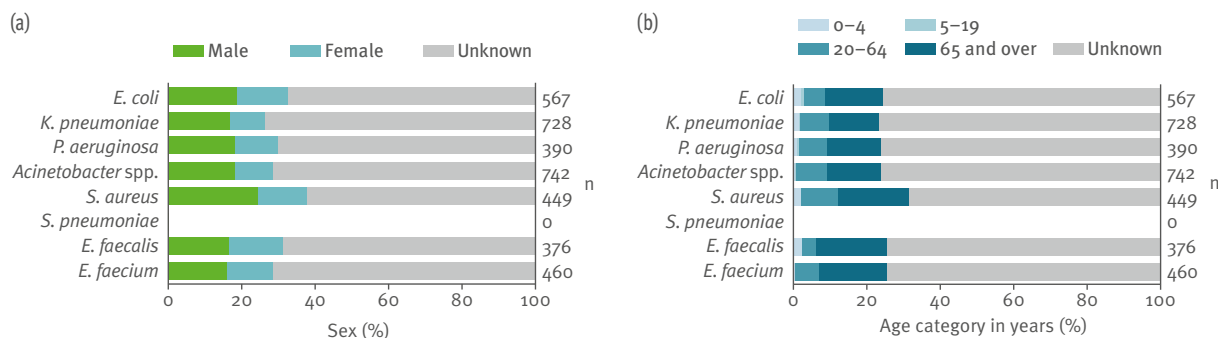 (a)
Male Female Unknown
E. coli 567
K. pneumoniae 728
P. aeruginosa 390
Acinetobacter spp. 742
S. aureus 449
S. pneumoniae 0
E. faecalis 376
E. faecium 460
n
0 20 40 60 80 100
Sex (%)
(b)
0–4 5–19
20–64 65 and over Unknown
E. coli 567
K. pneumoniae 728
P. aeruginosa 390
Acinetobacter spp. 742
S. aureus 449
S. pneumoniae 0
E. faecalis 376
E. faecium 460
n
0 20 40 60 80 100
Age category in years (%)